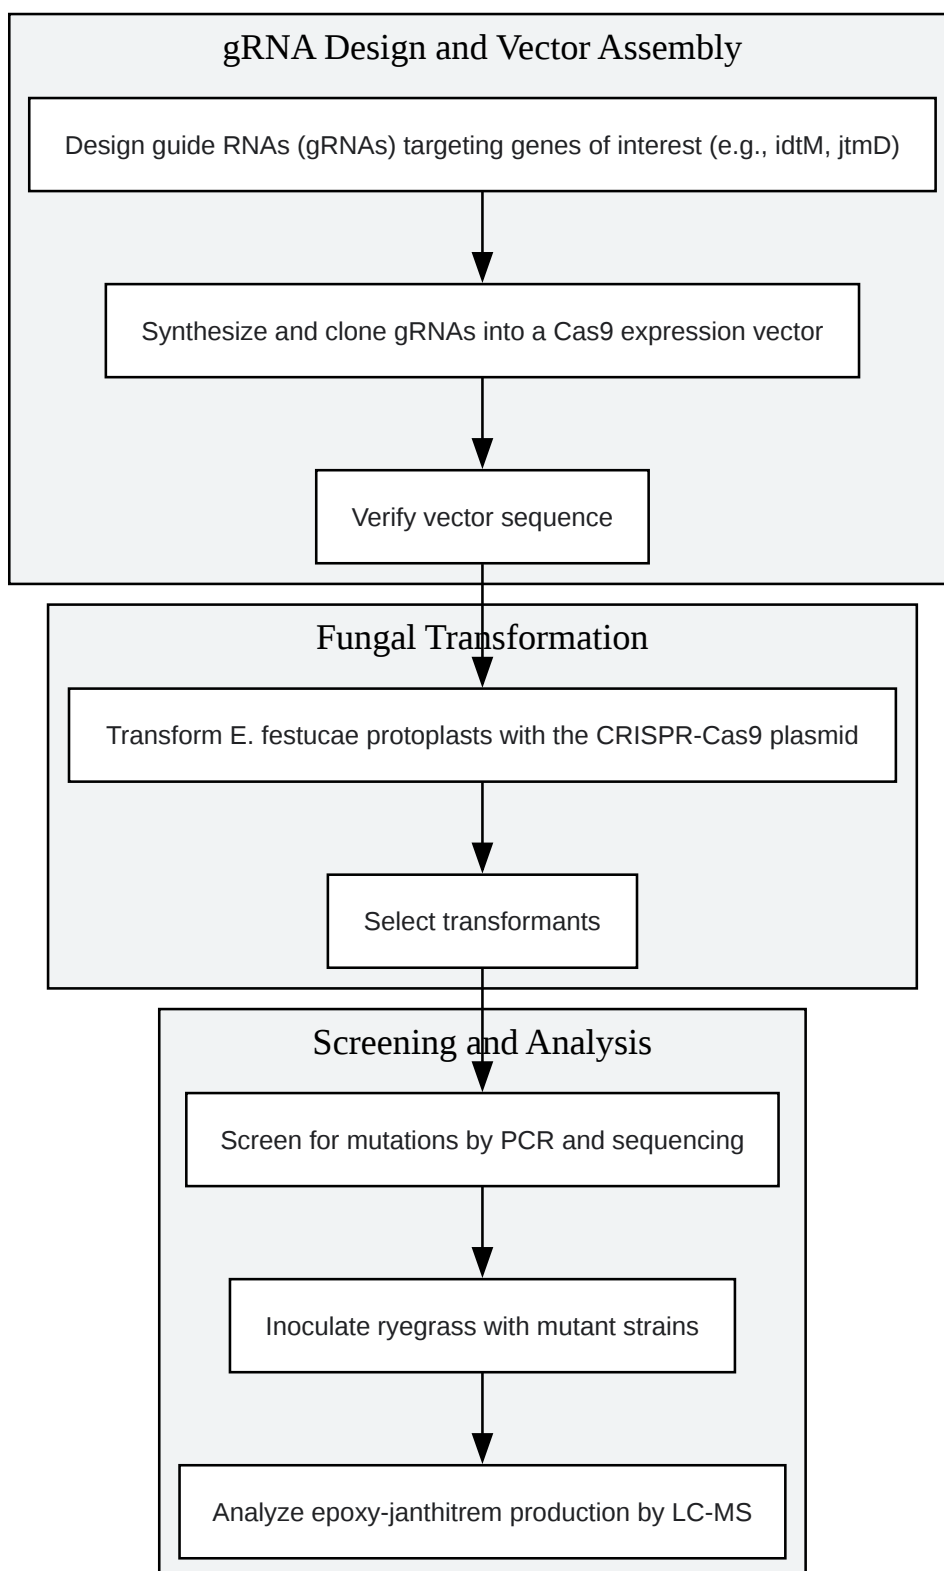 gRNA Design and Vector Assembly
Design guide RNAs (gRNAs) targeting genes of interest (e.g., idtM, jtmD)
Synthesize and clone gRNAs into a Cas9 expression vector
Verify vector sequence
Fungal Transformation
Transform E. festucae protoplasts with the CRISPR-Cas9 plasmid
Select transformants
Screening and Analysis
Screen for mutations by PCR and sequencing
Inoculate ryegrass with mutant strains
Analyze epoxy-janthitrem production by LC-MS